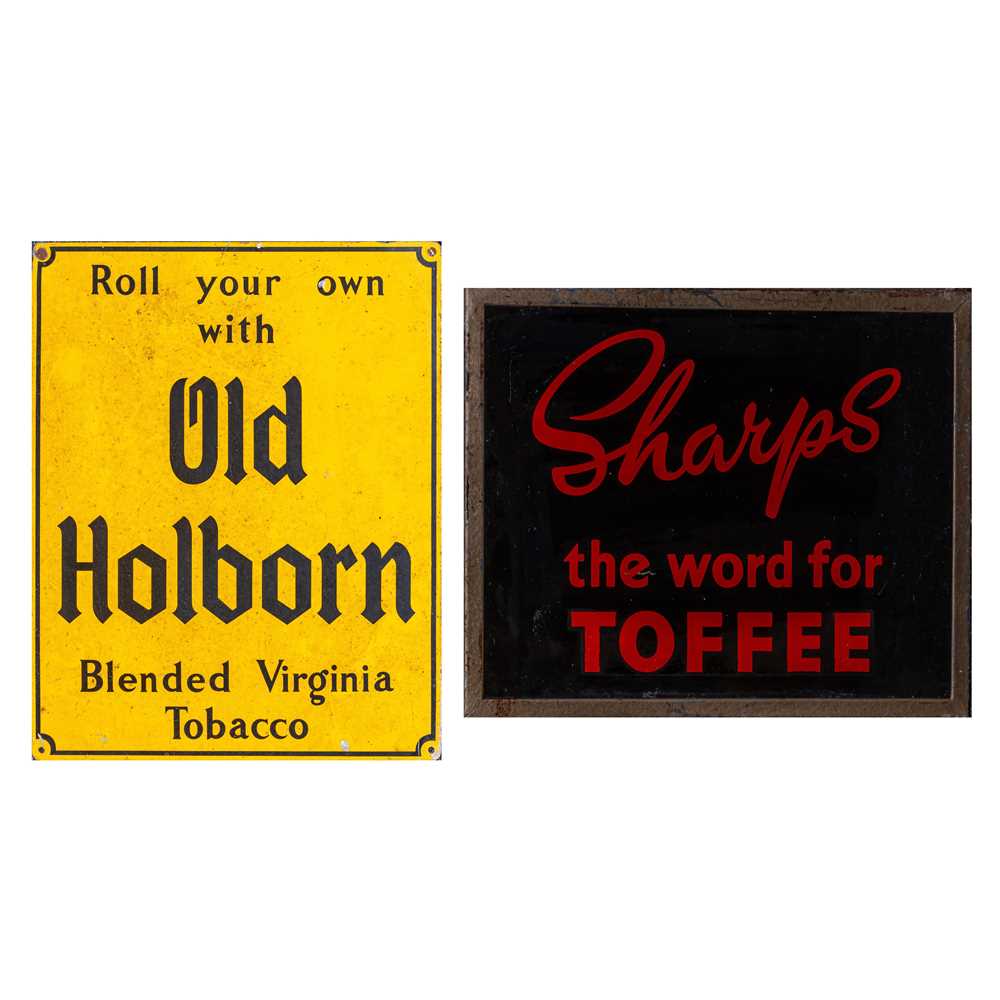 Roll your own
with
Old
Holborn
Blended Virginia
Tobacco
Sharps
the word for
TOFFEE